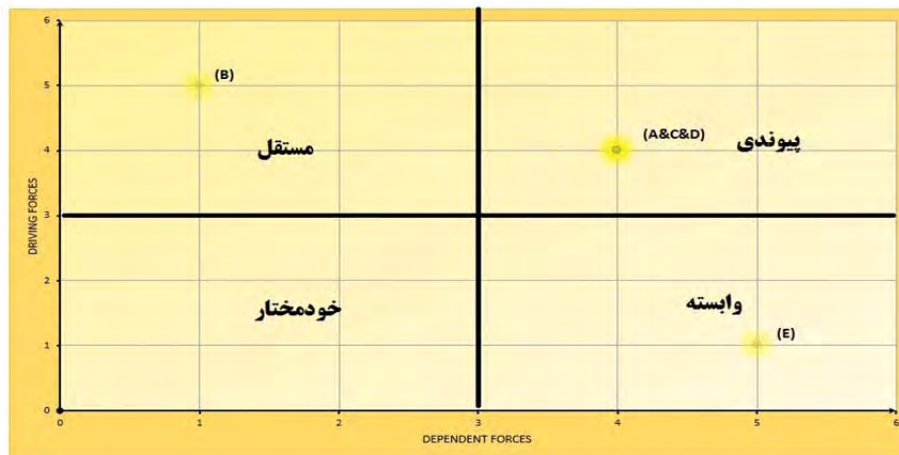 6
(B)
5
(A&C&D)
مستقل
4
پیوندی
3
DRIVING FORCES
2
خودمختار
وابسته
(E)
1
0
0 1 2 3 4 5 6
DEPENDENT FORCES